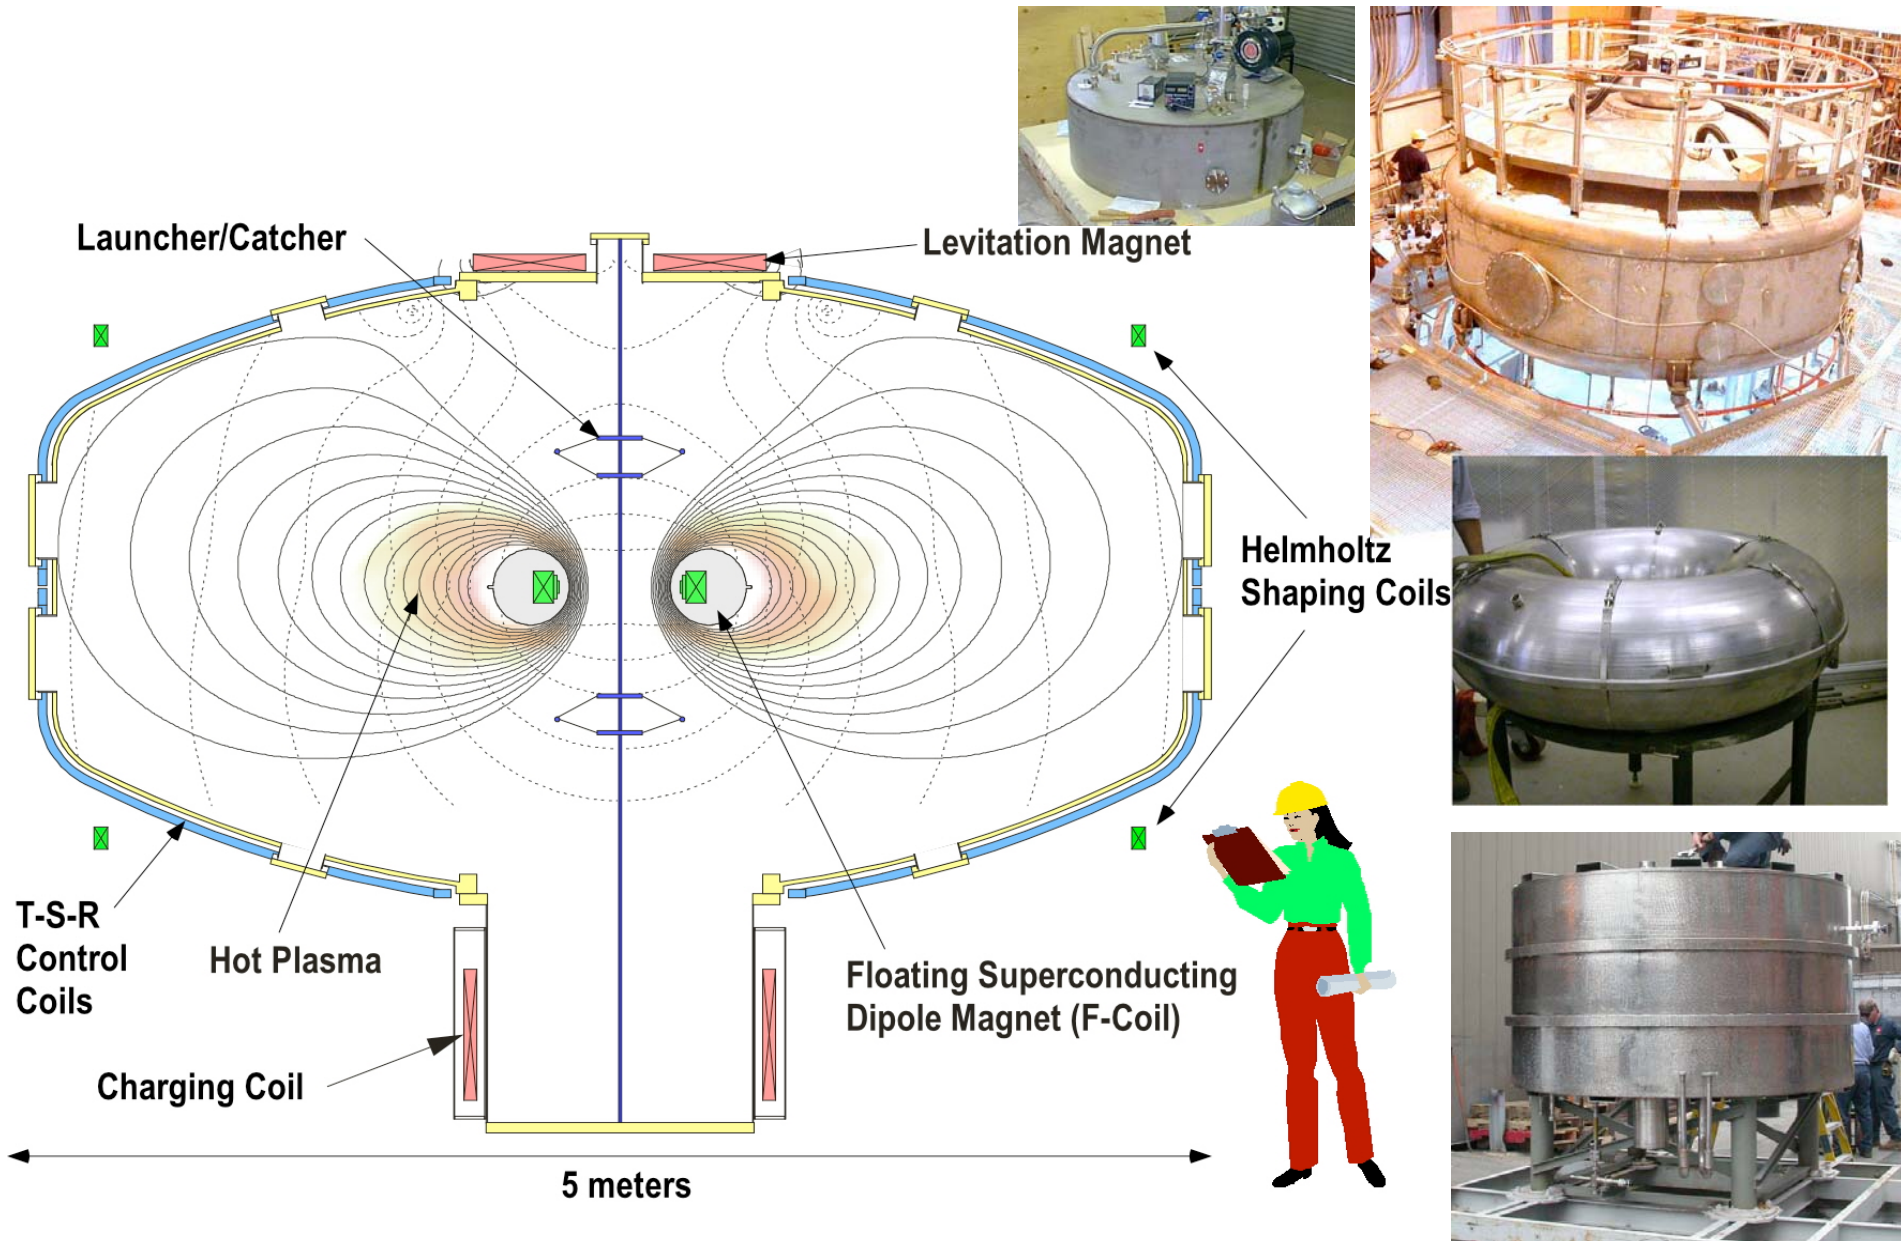 Launcher/Catcher
Levitation Magnet
Helmholtz
Shaping Coils
T-S-R
Control
Coils
Hot Plasma
Floating Superconducting
Dipole Magnet (F-Coil)
Charging Coil
5 meters